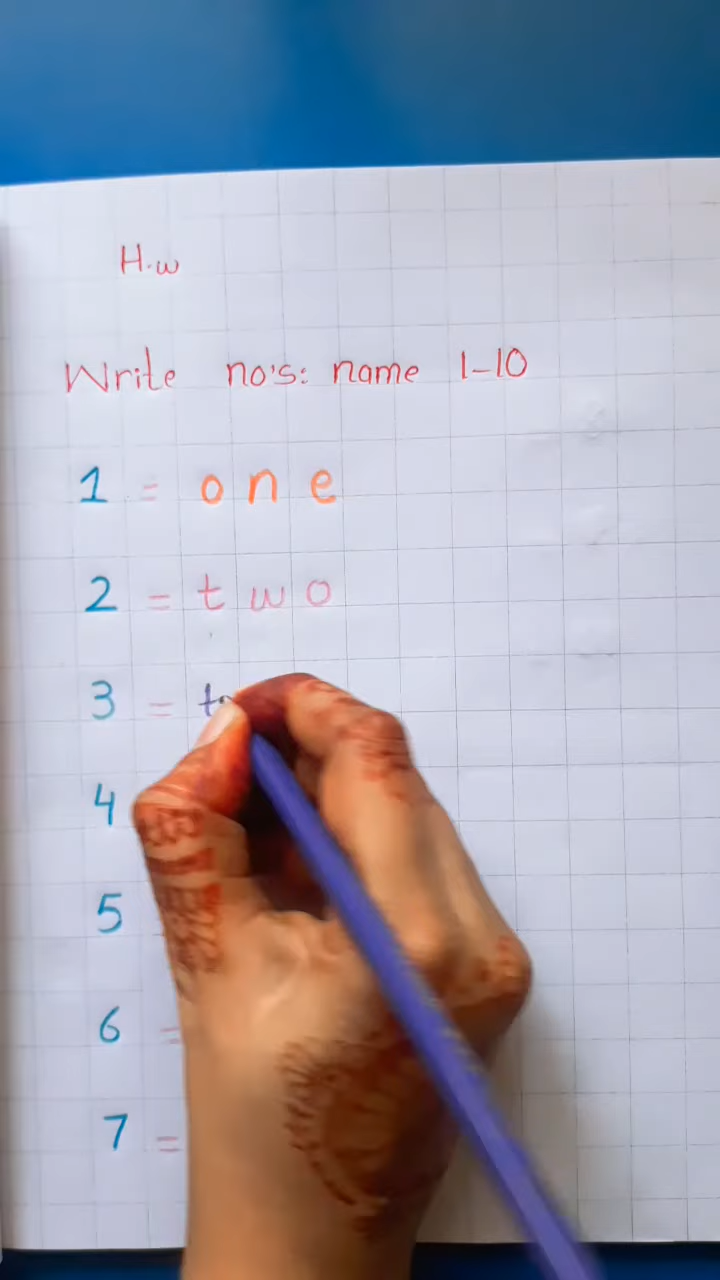 H.w
Write no's: name 1-10
1 = one
2 = two
3 = t
4
5
6 =
7 =